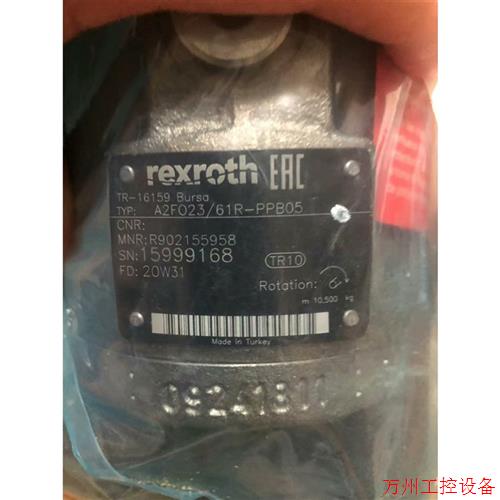 rexroth EAC
TR-16159 Bursa
TYP: A2FO23/61R-PPB05
CNR:
MNR:R902155958
SN:15999168
TR10
FD: 20W31
Rotation:
m 10,500 kg
Made in Turkey
09241811
万州工控设备